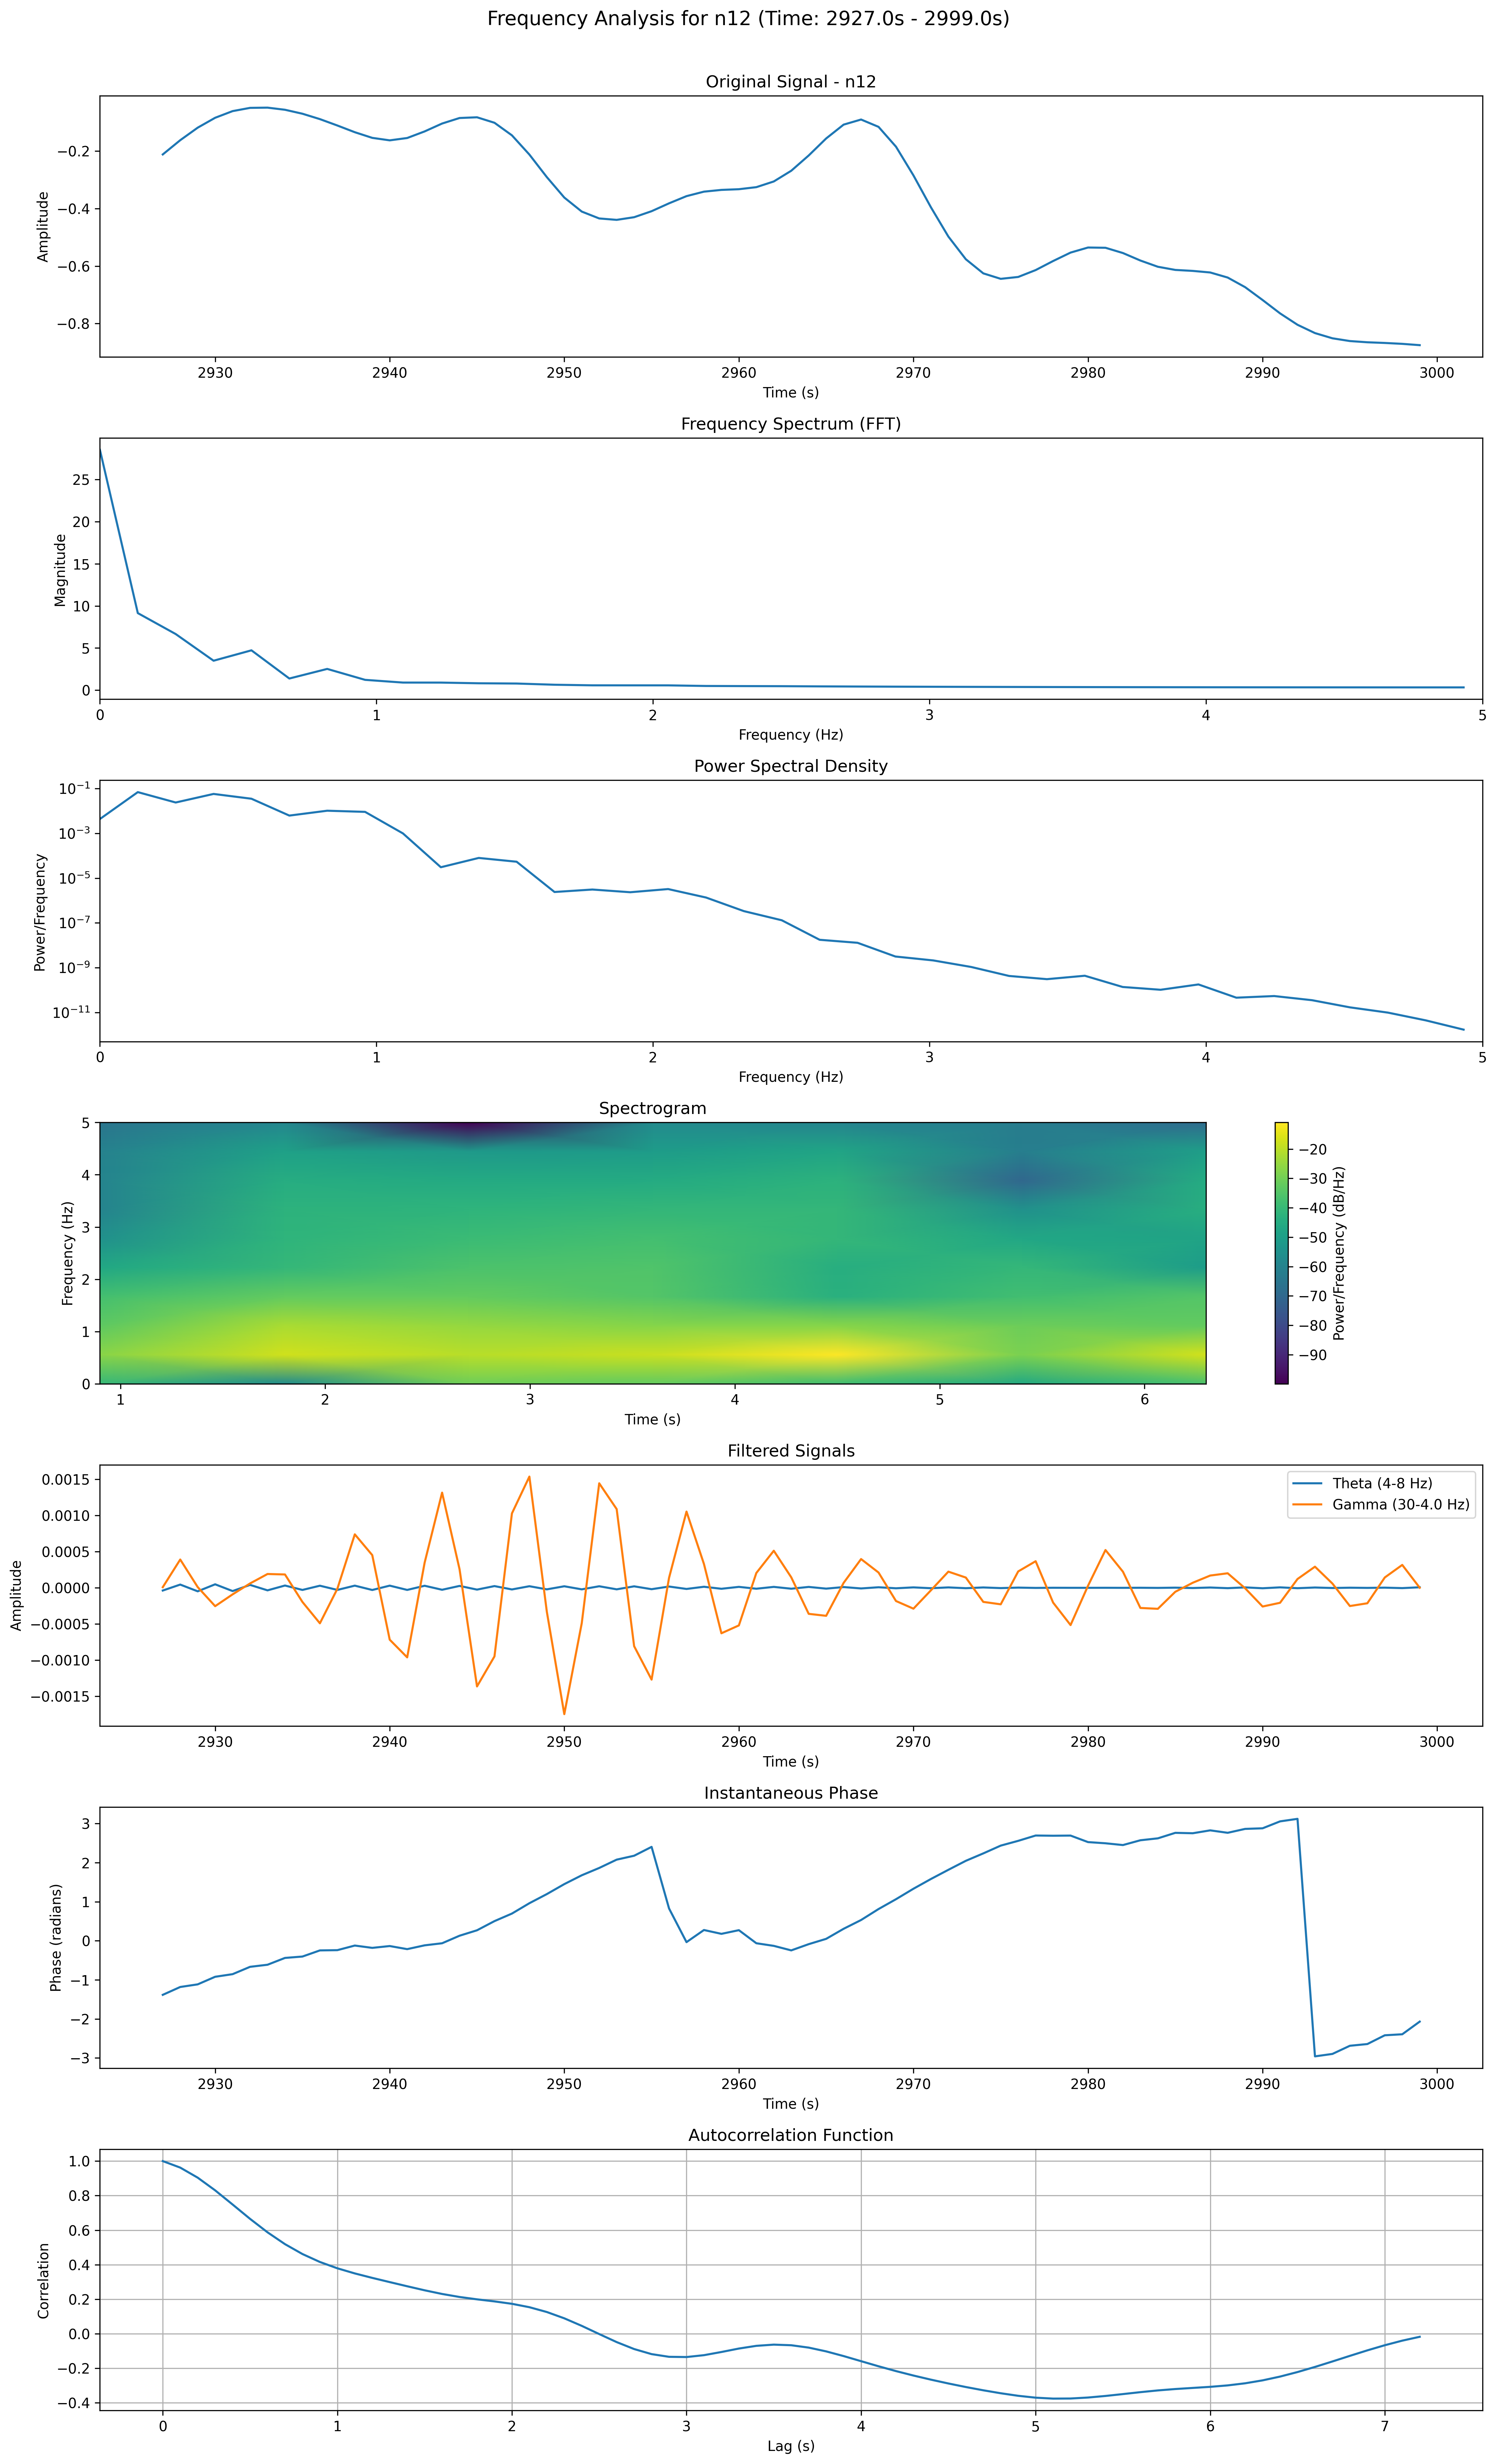 Frequency Analysis for n12 (Time: 2927.0s - 2999.0s)
Original Signal - n12
Amplitude
−0.2
−0.4
−0.6
−0.8
2930 2940 2950 2960 2970 2980 2990 3000
Time (s)
Frequency Spectrum (FFT)
Magnitude
25
20
15
10
5
0
0 1 2 3 4 5
Frequency (Hz)
Power Spectral Density
Power/Frequency
10⁻¹
10⁻³
10⁻⁵
10⁻⁷
10⁻⁹
10⁻¹¹
0 1 2 3 4 5
Frequency (Hz)
Spectrogram
Frequency (Hz)
5
4
3
2
1
0
1 2 3 4 5 6
Time (s)
−20
−30
−40
−50
−60
−70
−80
−90
Power/Frequency (dB/Hz)
Filtered Signals
Amplitude
0.0015
0.0010
0.0005
0.0000
−0.0005
−0.0010
−0.0015
Theta (4-8 Hz)
Gamma (30-4.0 Hz)
2930 2940 2950 2960 2970 2980 2990 3000
Time (s)
Instantaneous Phase
Phase (radians)
3
2
1
0
−1
−2
−3
2930 2940 2950 2960 2970 2980 2990 3000
Time (s)
Autocorrelation Function
Correlation
1.0
0.8
0.6
0.4
0.2
0.0
−0.2
−0.4
0 1 2 3 4 5 6 7
Lag (s)